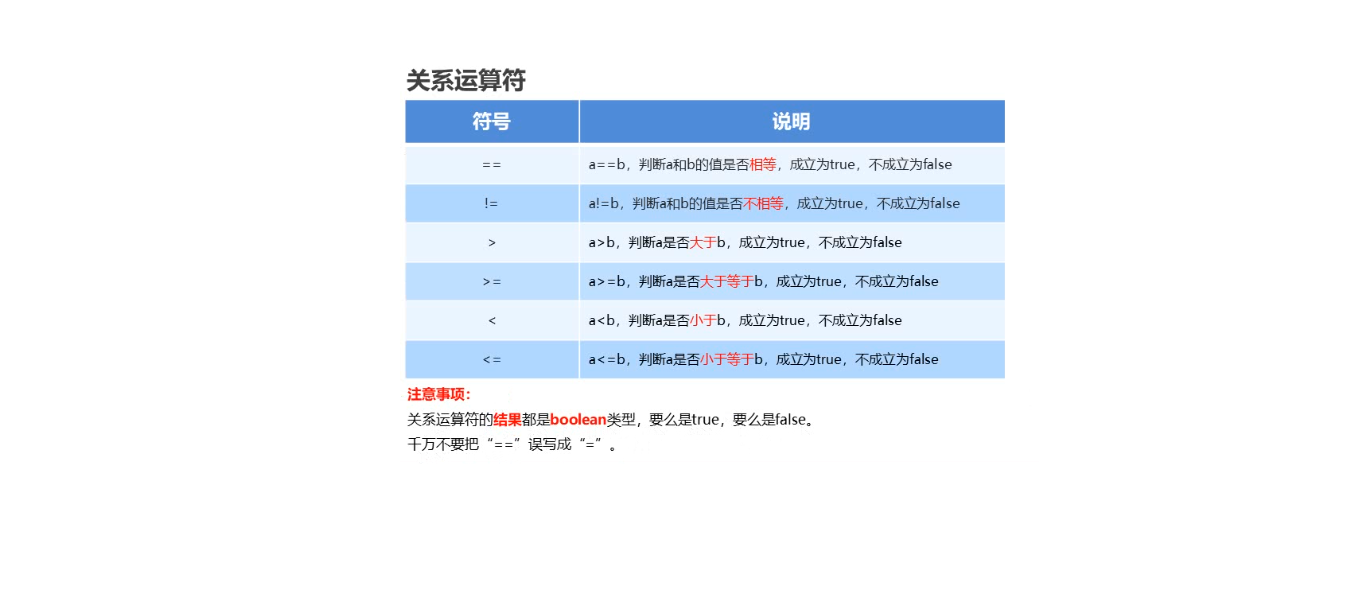 关系运算符
符号 说明
== a==b，判断a和b的值是否相等，成立为true，不成立为false
!= a!=b，判断a和b的值是否不相等，成立为true，不成立为false
> a>b，判断a是否大于b，成立为true，不成立为false
>= a>=b，判断a是否大于等于b，成立为true，不成立为false
< a<b，判断a是否小于b，成立为true，不成立为false
<= a<=b，判断a是否小于等于b，成立为true，不成立为false
注意事项：
关系运算符的结果都是boolean类型，要么是true，要么是false。
千万不要把“==”误写成“=”。